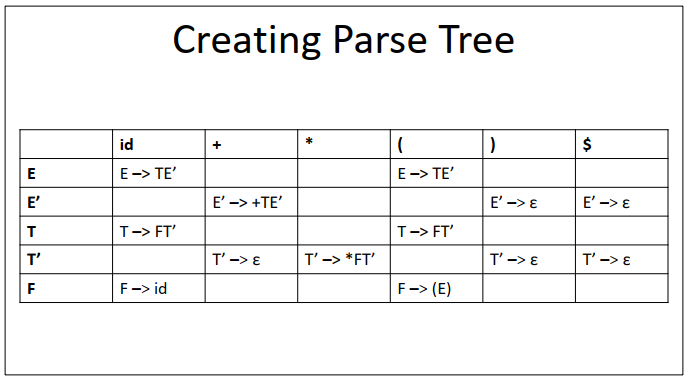 Creating Parse Tree
id + * ( ) $
E E –> TE’ E –> TE’
E’ E’ –> +TE’ E’ –> ε E’ –> ε
T T –> FT’ T –> FT’
T’ T’ –> ε T’ –> *FT’ T’ –> ε T’ –> ε
F F –> id F –> (E)